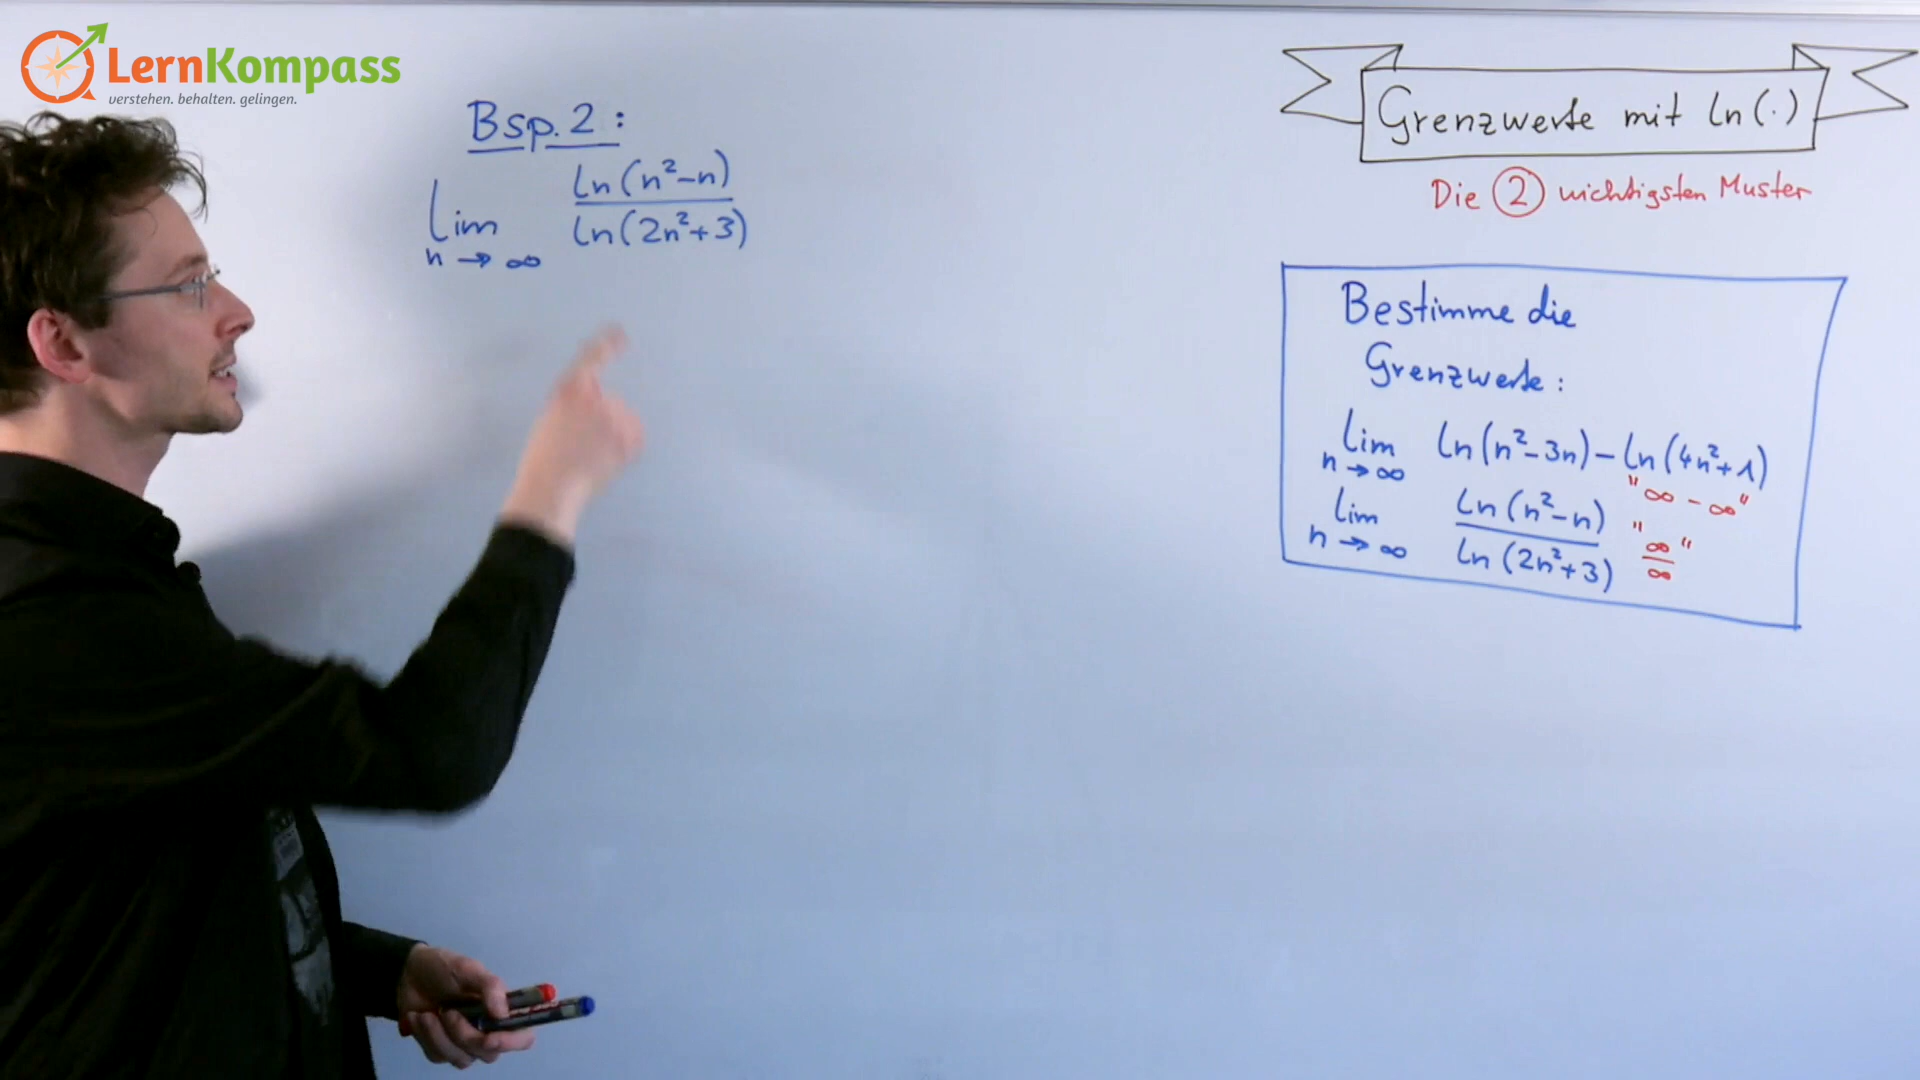 LernKompass
verstehen. behalten. gelingen.
Bsp. 2:
lim ln(n²-n)
n→∞ ln(2n²+3)
Grenzwerte mit ln(·)
Die 2 wichtigsten Muster
Bestimme die
Grenzwerte:
lim ln(n²-3n)-ln(4n²+1)
n→∞ "∞-∞"
lim ln(n²-n) "∞"
n→∞ ln(2n²+3) ∞